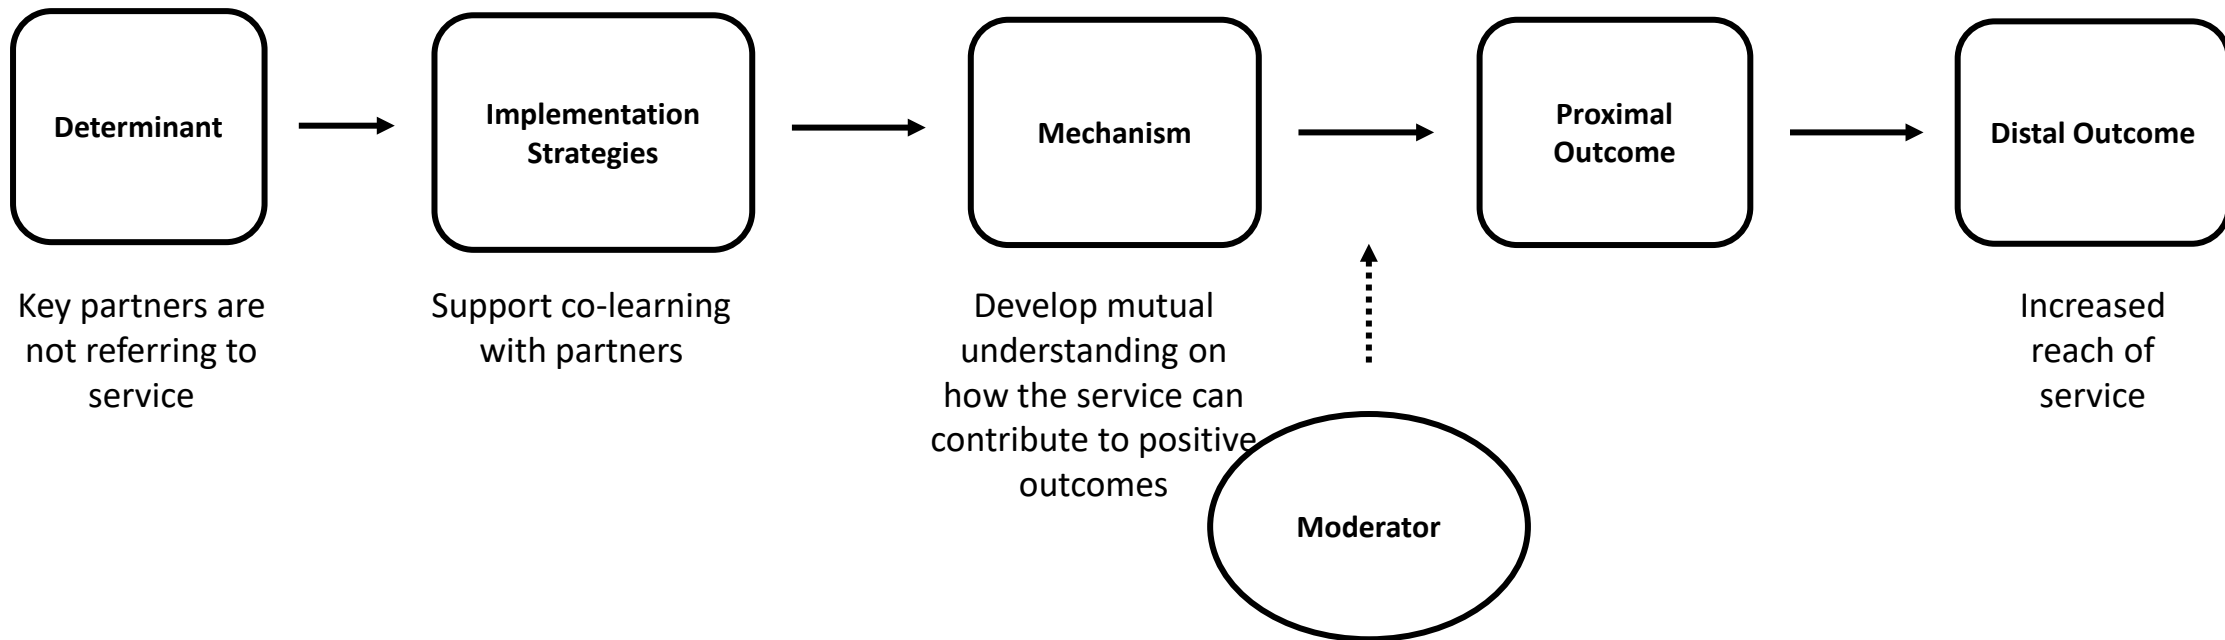 Determinant
Implementation
Strategies
Mechanism
Proximal
Outcome
Distal Outcome
Key partners are
not referring to
service
Support co-learning
with partners
Develop mutual
understanding on
how the service can
contribute to positive
outcomes
Increased
reach of
service
Moderator